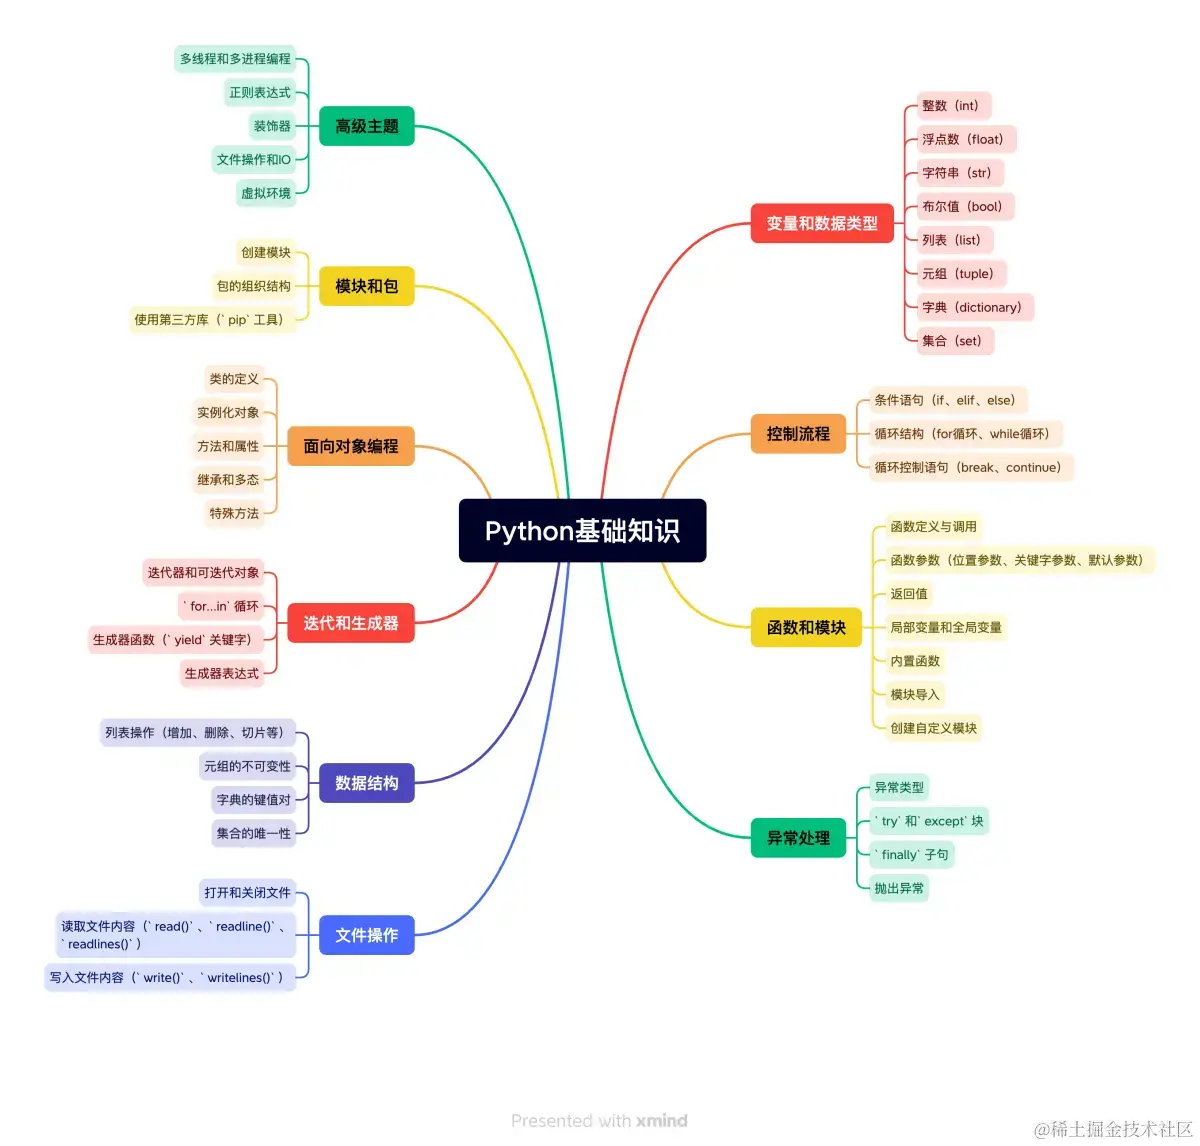 Python基础知识
变量和数据类型
整数（int）
浮点数（float）
字符串（str）
布尔值（bool）
列表（list）
元组（tuple）
字典（dictionary）
集合（set）
控制流程
条件语句（if、elif、else）
循环结构（for循环、while循环）
循环控制语句（break、continue）
函数和模块
函数定义与调用
函数参数（位置参数、关键字参数、默认参数）
返回值
局部变量和全局变量
内置函数
模块导入
创建自定义模块
异常处理
异常类型
`try`和`except`块
`finally`子句
抛出异常
高级主题
多线程和多进程编程
正则表达式
装饰器
文件操作和IO
虚拟环境
模块和包
创建模块
包的组织结构
使用第三方库（`pip`工具）
面向对象编程
类的定义
实例化对象
方法和属性
继承和多态
特殊方法
迭代和生成器
迭代器和可迭代对象
`for...in`循环
生成器函数（`yield`关键字）
生成器表达式
数据结构
列表操作（增加、删除、切片等）
元组的不可变性
字典的键值对
集合的唯一性
文件操作
打开和关闭文件
读取文件内容（`read()`、`readline()`、
`readlines()`）
写入文件内容（`write()`、`writelines()`）
Presented with xmind
@稀土掘金技术社区